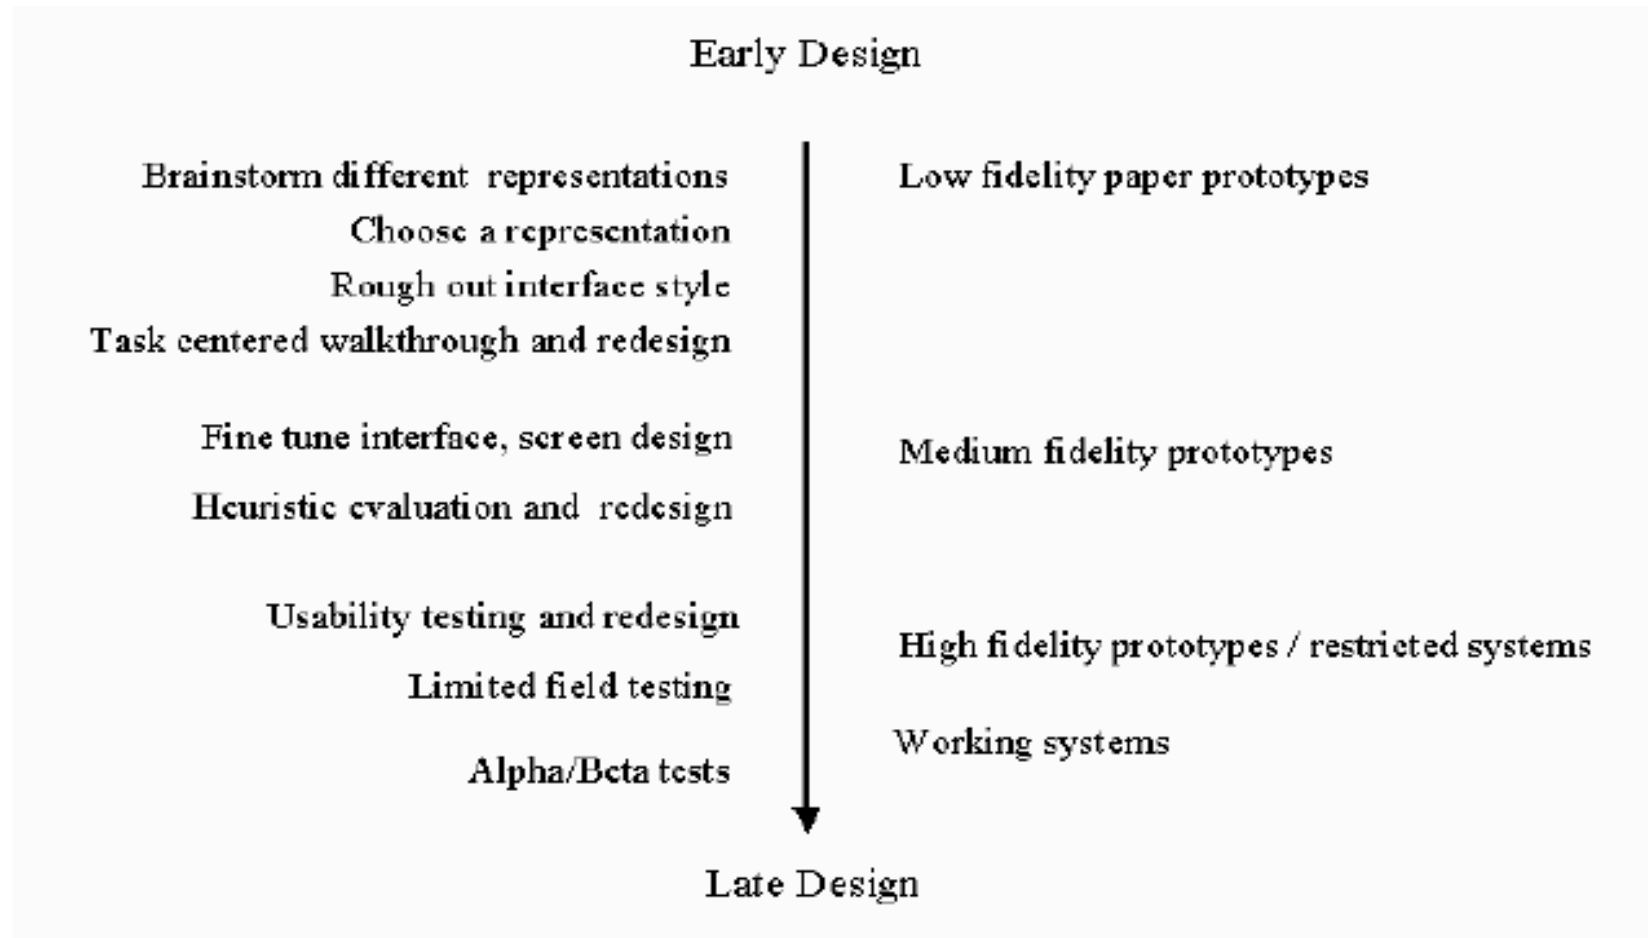 Early Design
Brainstorm different representations
Low fidelity paper prototypes
Choose a representation
Rough out interface style
Task centered walkthrough and redesign
Fine tune interface, screen design
Medium fidelity prototypes
Heuristic evaluation and redesign
Usability testing and redesign
High fidelity prototypes / restricted systems
Limited field testing
Working systems
Alpha/Beta tests
Late Design